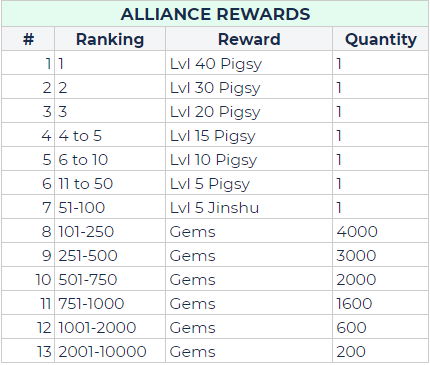 ALLIANCE REWARDS
# Ranking Reward Quantity
1 1 Lvl 40 Pigsy 1
2 2 Lvl 30 Pigsy 1
3 3 Lvl 20 Pigsy 1
4 4 to 5 Lvl 15 Pigsy 1
5 6 to 10 Lvl 10 Pigsy 1
6 11 to 50 Lvl 5 Pigsy 1
7 51-100 Lvl 5 Jinshu 1
8 101-250 Gems 4000
9 251-500 Gems 3000
10 501-750 Gems 2000
11 751-1000 Gems 1600
12 1001-2000 Gems 600
13 2001-10000 Gems 200